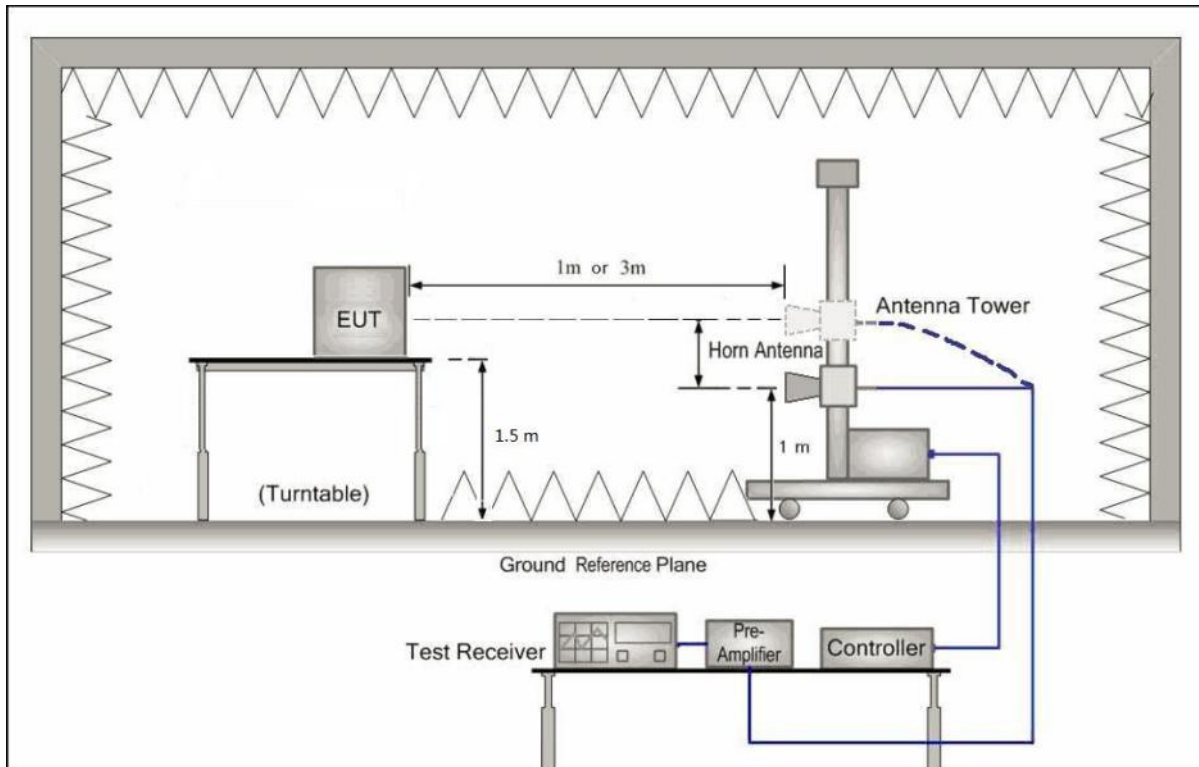 1m or 3m
EUT
Antenna Tower
Horn Antenna
1.5 m
1 m
(Turntable)
Ground Reference Plane
Test Receiver
Pre-
Amplifier
Controller